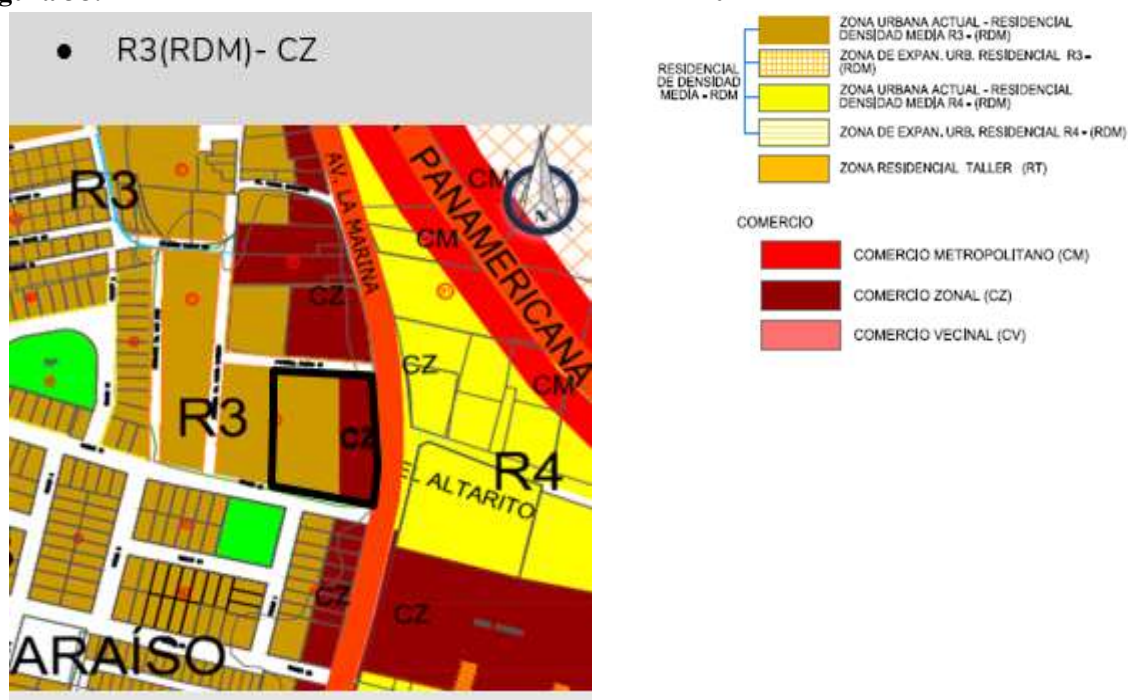 • R3(RDM)- CZ
R3
AV. LA MARINA
PANAMERICANA
CM
CM
CZ
CZ
CM
R3
CZ
R4
EL ALTARITO
CZ
CZ
ARAÍSO
RESIDENCIAL
DE DENSIDAD
MEDIA - RDM
ZONA URBANA ACTUAL - RESIDENCIAL
DENSIDAD MEDIA R3 - (RDM)
ZONA DE EXPAN. URB. RESIDENCIAL R3 -
(RDM)
ZONA URBANA ACTUAL - RESIDENCIAL
DENSIDAD MEDIA R4 - (RDM)
ZONA DE EXPAN. URB. RESIDENCIAL R4 - (RDM)
ZONA RESIDENCIAL TALLER (RT)
COMERCIO
COMERCIO METROPOLITANO (CM)
COMERCIO ZONAL (CZ)
COMERCIO VECINAL (CV)